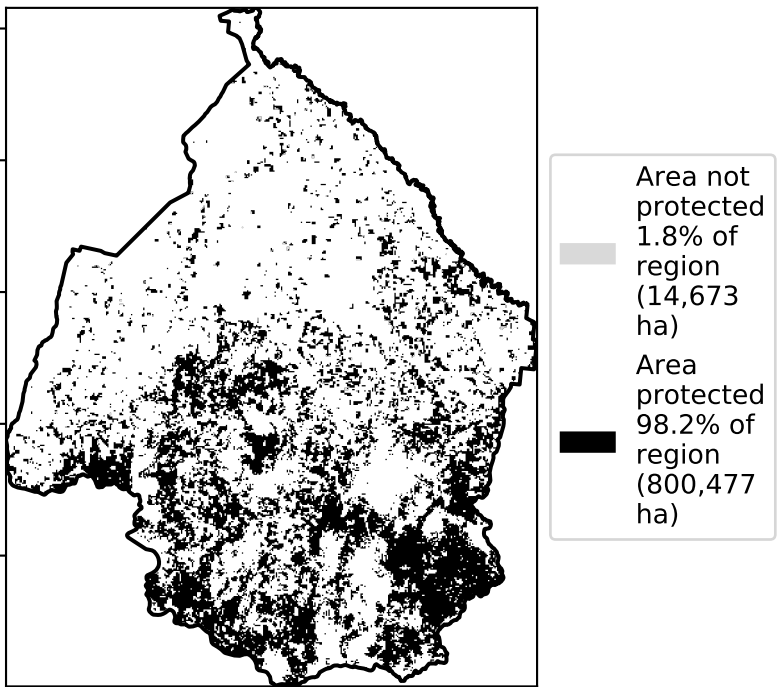 Area not
protected
1.8% of
region
(14,673
ha)
Area
protected
98.2% of
region
(800,477
ha)